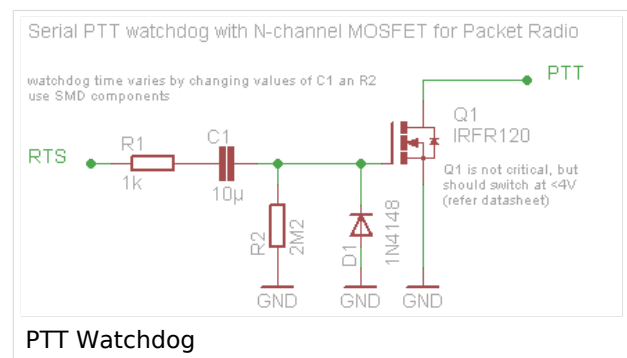 Serial PTT watchdog with N-channel MOSFET for Packet Radio
watchdog time varies by changing values of C1 an R2
use SMD components
PTT
Q1
IRFR120
Q1 is not critical, but
should switch at <4V
(refer datasheet)
RTS
R1
1k
C1
10µ
R2
2M2
D1
1N4148
GND
GND
GND
PTT Watchdog